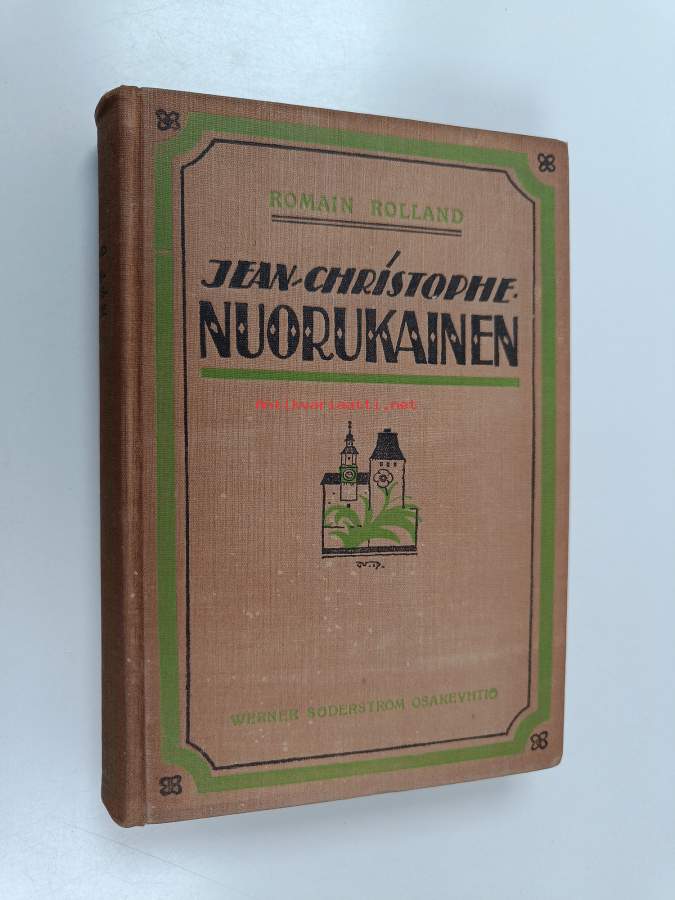 ROMAIN ROLLAND
JEAN-CHRISTOPHE.
NUORUKAINEN
Antikvariaatti.net
WERNER SÖDERSTRÖM OSAKEYHTIÖ